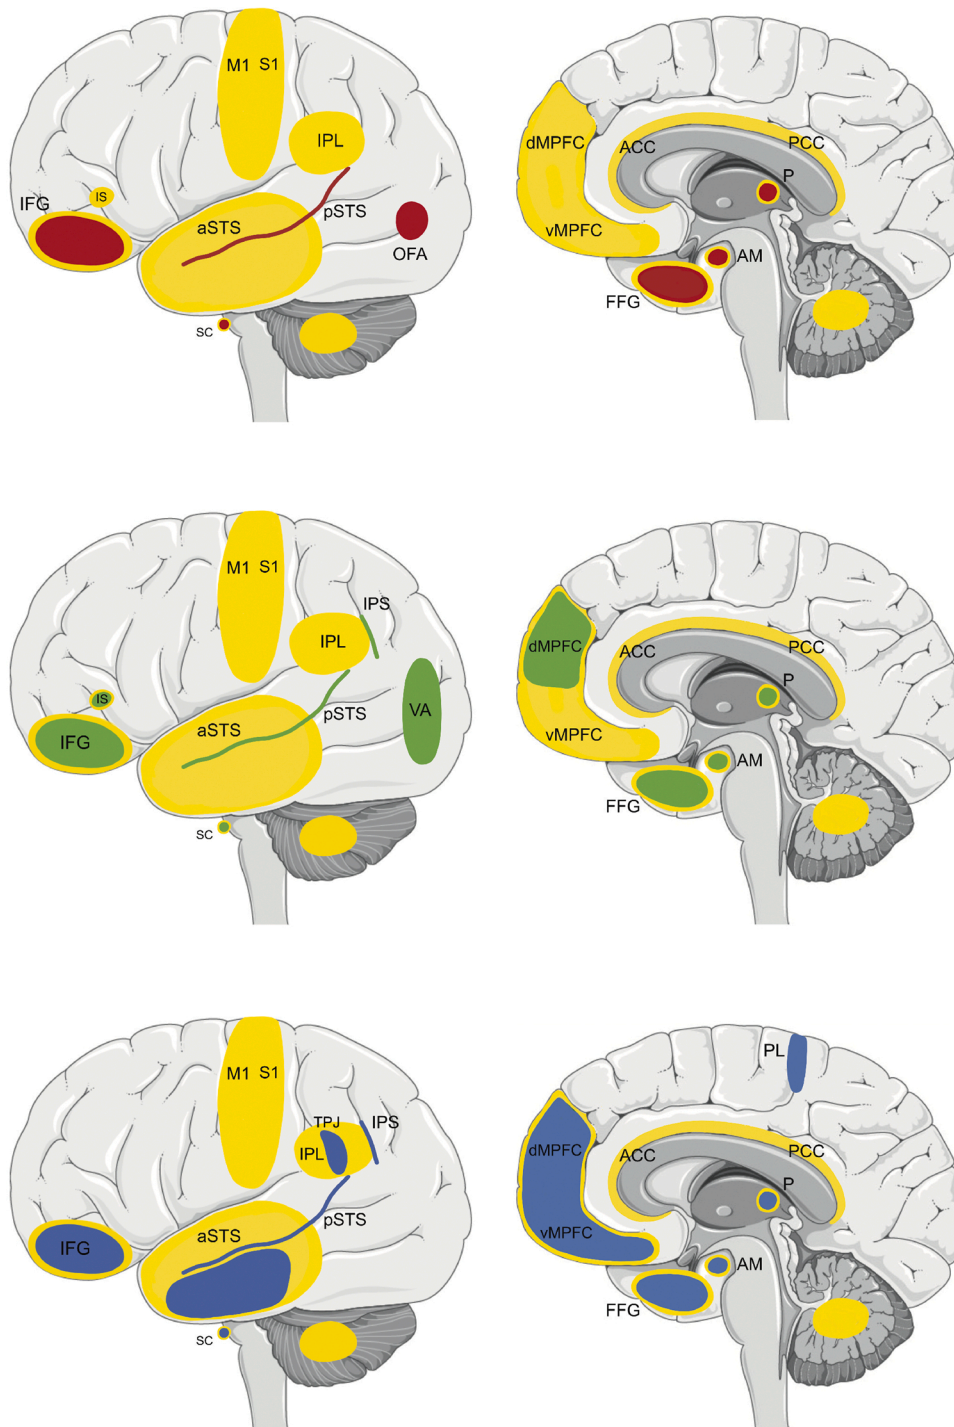 M1 S1
IPL
IS
IFG
aSTS
pSTS
OFA
SC
dMPFC
ACC
PCC
P
vMPFC
AM
FFG
M1 S1
IPS
IPL
IS
aSTS
pSTS
VA
IFG
SC
dMPFC
ACC
PCC
P
vMPFC
AM
FFG
M1 S1
TPJ
IPS
IPL
aSTS
pSTS
IFG
SC
PL
dMPFC
ACC
PCC
P
vMPFC
AM
FFG